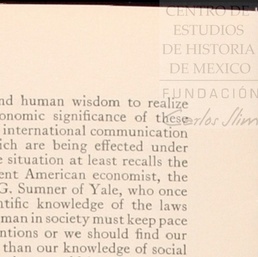 CENTRO DE
ESTUDIOS
DE HISTORIA
DE MEXICO
FUNDACIÓN
Carlos Slim
nd human wisdom to realize
onomic significance of these
international communication
ich are being effected under
e situation at least recalls the
ent American economist, the
G. Sumner of Yale, who once
ntific knowledge of the laws
man in society must keep pace
entions or we should find our
than our knowledge of social